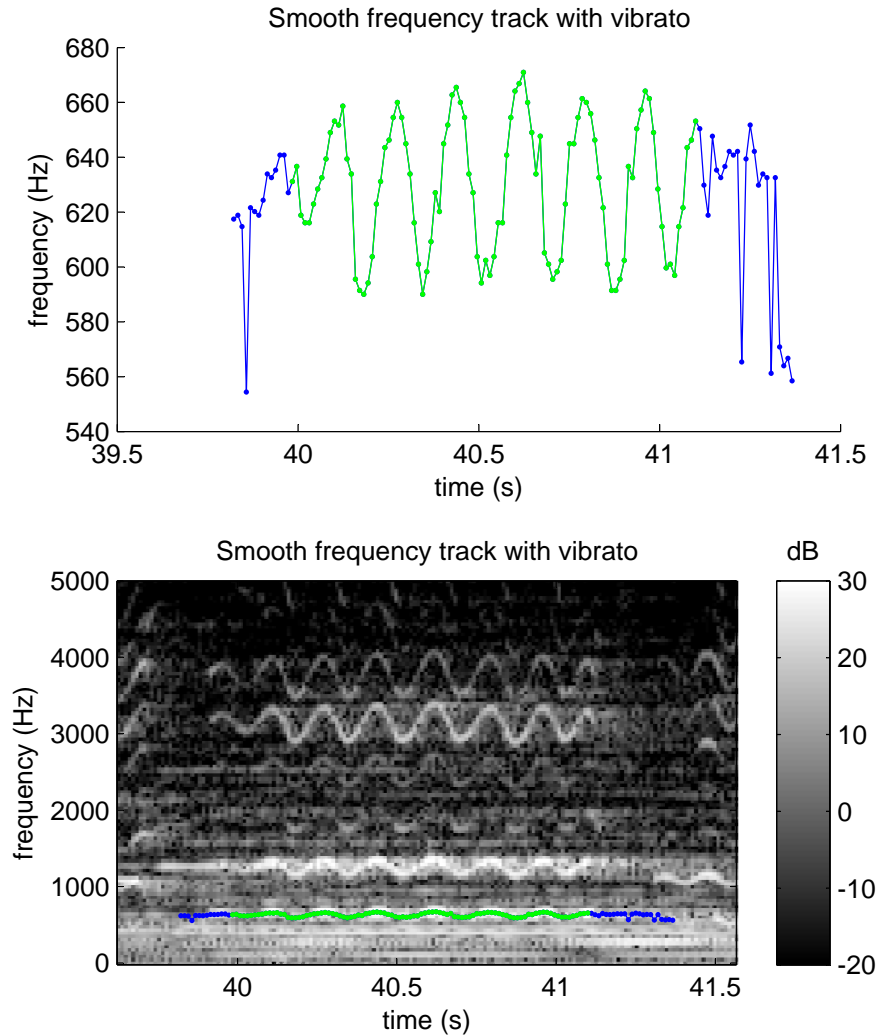 Smooth frequency track with vibrato
680
660
640
620
600
580
560
540
frequency (Hz)
39.5 40 40.5 41 41.5
time (s)
Smooth frequency track with vibrato dB
5000
4000
3000
2000
1000
0
frequency (Hz)
30
20
10
0
-10
-20
40 40.5 41 41.5
time (s)